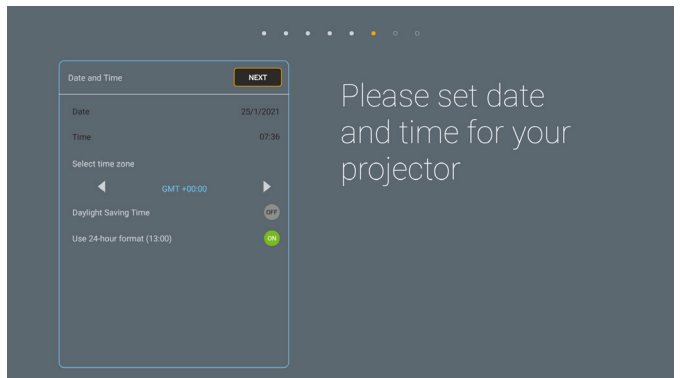 Date and Time
NEXT
Date 25/1/2021
Time 07:36
Select time zone
GMT +00:00
Daylight Saving Time OFF
Use 24-hour format (13:00) ON
Please set date
and time for your
projector